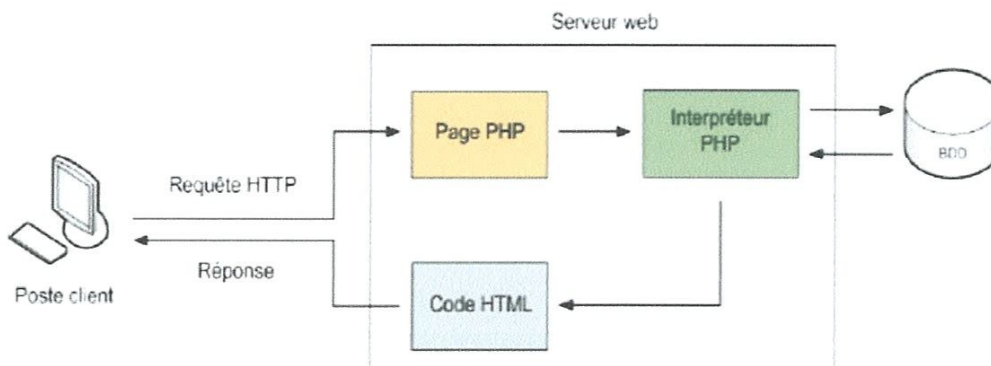 Serveur web
Page PHP
Interpréteur
PHP
BDD
Requête HTTP
Réponse
Poste client
Code HTML